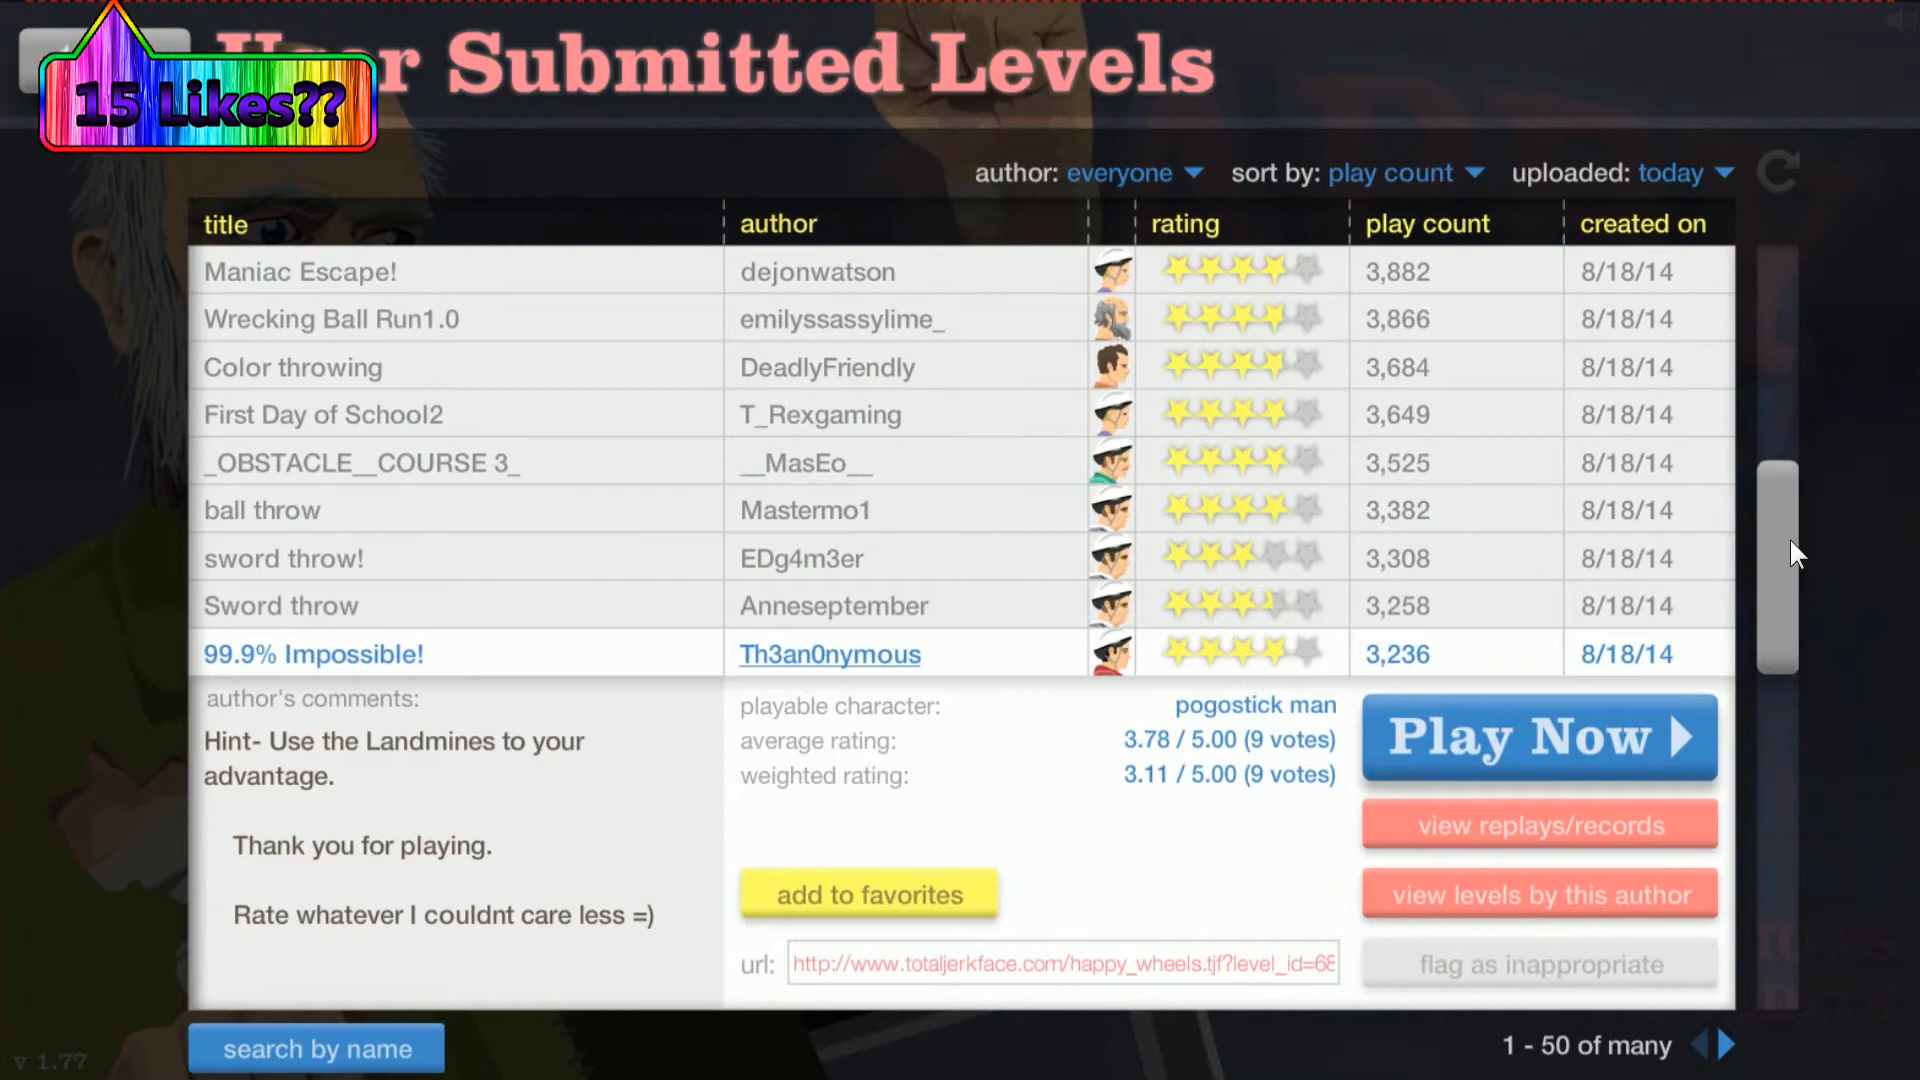 User Submitted Levels
15 Likes??
author: everyone sort by: play count uploaded: today
title author rating play count created on
Maniac Escape! dejonwatson 3,882 8/18/14
Wrecking Ball Run1.0 emilyssassylime_ 3,866 8/18/14
Color throwing DeadlyFriendly 3,684 8/18/14
First Day of School2 T_Rexgaming 3,649 8/18/14
_OBSTACLE__COURSE 3_ __MasEo__ 3,525 8/18/14
ball throw Mastermo1 3,382 8/18/14
sword throw! EDg4m3er 3,308 8/18/14
Sword throw Anneseptember 3,258 8/18/14
99.9% Impossible! Th3an0nymous 3,236 8/18/14
author's comments:
Hint- Use the Landmines to your
advantage.
Thank you for playing.
Rate whatever I couldnt care less =)
playable character: pogostick man
average rating: 3.78 / 5.00 (9 votes)
weighted rating: 3.11 / 5.00 (9 votes)
add to favorites
url: http://www.totaljerkface.com/happy_wheels.tjf?level_id=68
Play Now
view replays/records
view levels by this author
flag as inappropriate
search by name
1 - 50 of many
v 1.77